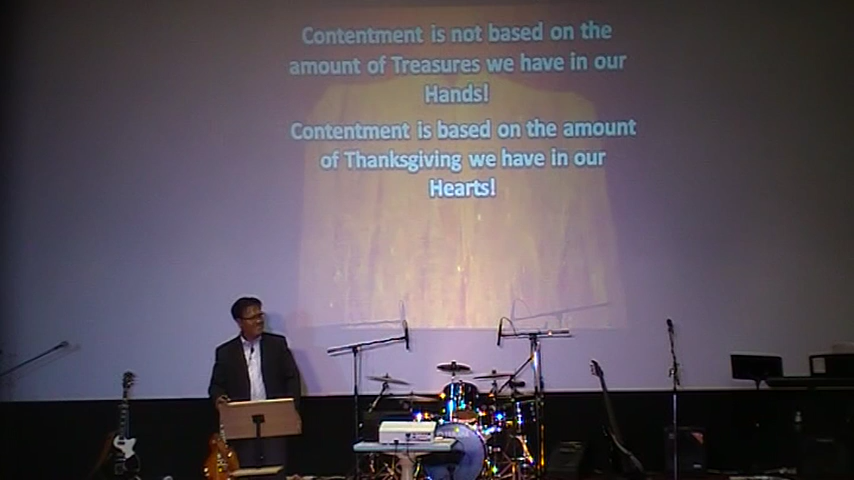 Contentment is not based on the
amount of Treasures we have in our
Hands!
Contentment is based on the amount
of Thanksgiving we have in our
Hearts!